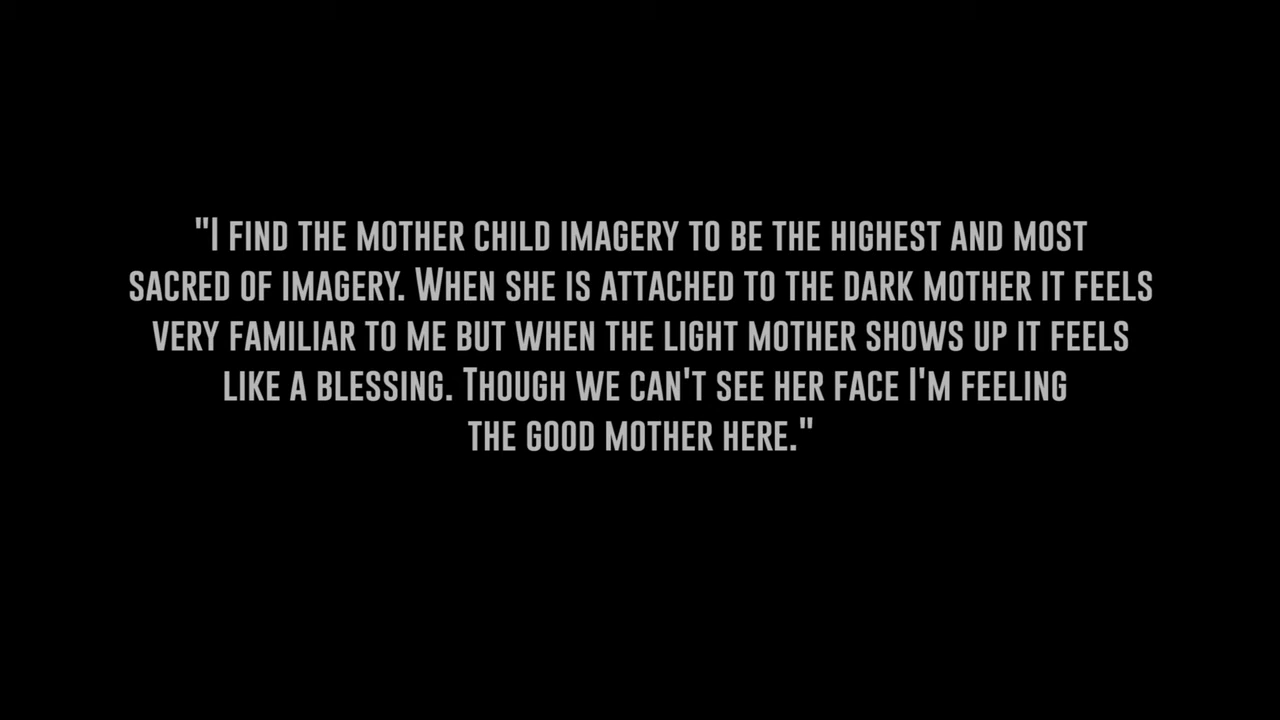 "I find the mother child imagery to be the highest and most
sacred of imagery. When she is attached to the dark mother it feels
very familiar to me but when the light mother shows up it feels
like a blessing. Though we can't see her face I'm feeling
the good mother here."